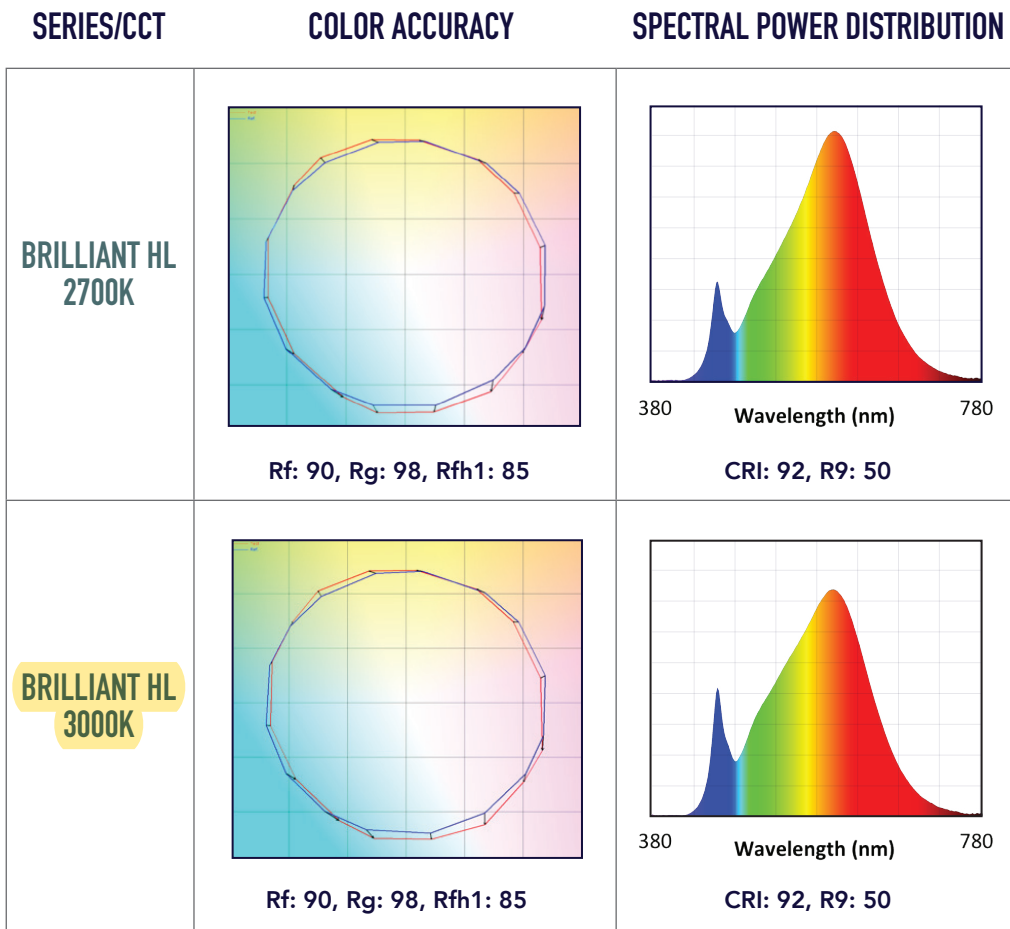 SERIES/CCT
COLOR ACCURACY
SPECTRAL POWER DISTRIBUTION
BRILLIANT HL
2700K
Rf: 90, Rg: 98, Rfh1: 85
380
Wavelength (nm)
780
CRI: 92, R9: 50
BRILLIANT HL
3000K
Rf: 90, Rg: 98, Rfh1: 85
380
Wavelength (nm)
780
CRI: 92, R9: 50